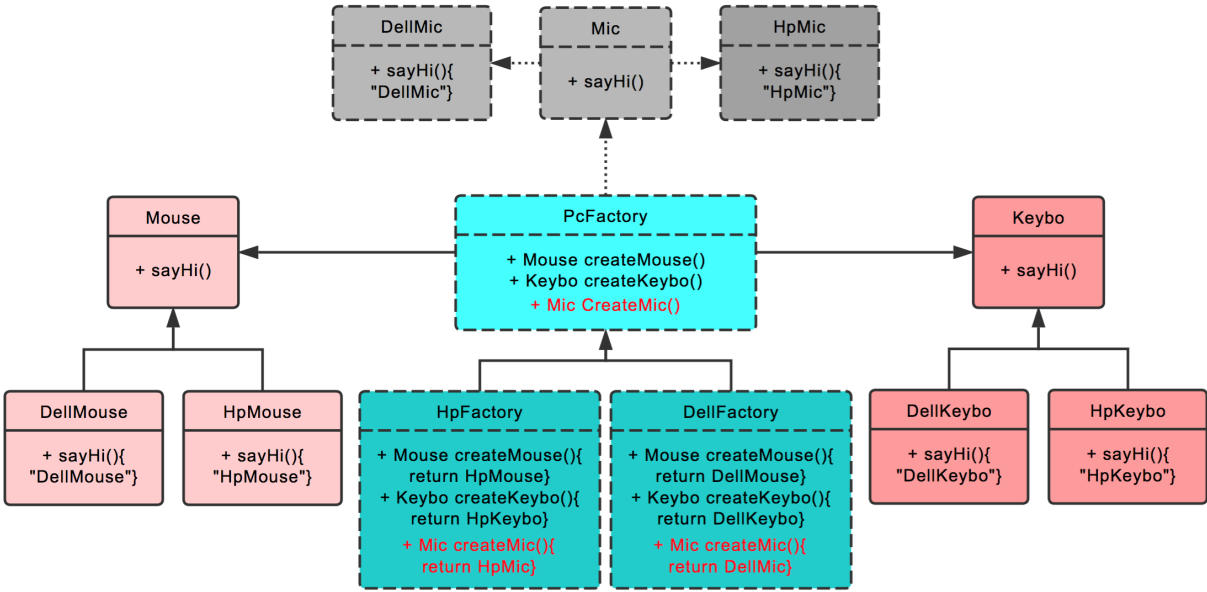 DellMic
+ sayHi(){
"DellMic"}
Mic
+ sayHi()
HpMic
+ sayHi(){
"HpMic"}
Mouse
+ sayHi()
PcFactory
+ Mouse createMouse()
+ Keybo createKeybo()
+ Mic CreateMic()
Keybo
+ sayHi()
DellMouse
+ sayHi(){
"DellMouse"}
HpMouse
+ sayHi(){
"HpMouse"}
HpFactory
+ Mouse createMouse(){
return HpMouse}
+ Keybo createKeybo(){
return HpKeybo}
+ Mic createMic(){
return HpMic}
DellFactory
+ Mouse createMouse(){
return DellMouse}
+ Keybo createKeybo(){
return DellKeybo}
+ Mic createMic(){
return DellMic}
DellKeybo
+ sayHi(){
"DellKeybo"}
HpKeybo
+ sayHi(){
"HpKeybo"}